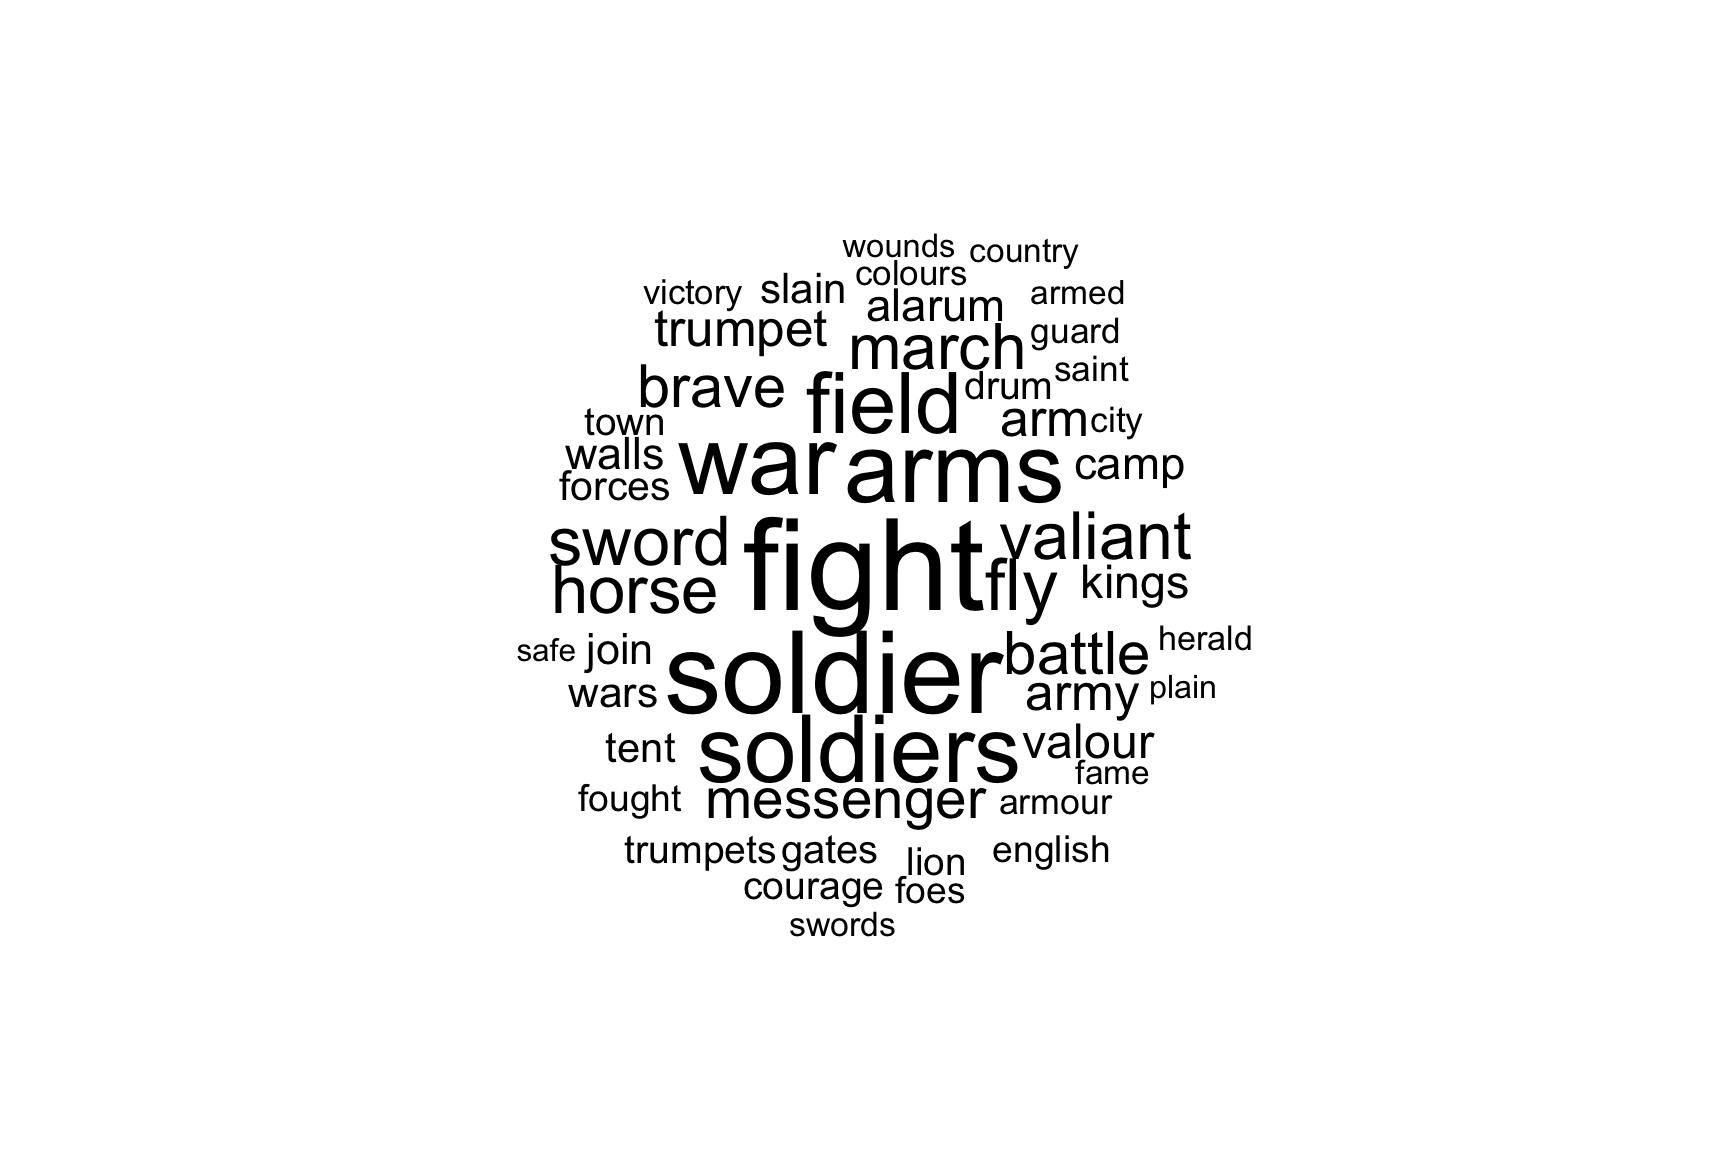 wounds country
colours
victory slain alarum armed
trumpet march guard
brave field drum saint
town arm city
walls war arms camp
forces
sword fight valiant
horse fly kings
safe join soldier battle herald
wars army plain
tent soldiers valour
fame
fought messenger armour
trumpets gates lion english
courage foes
swords